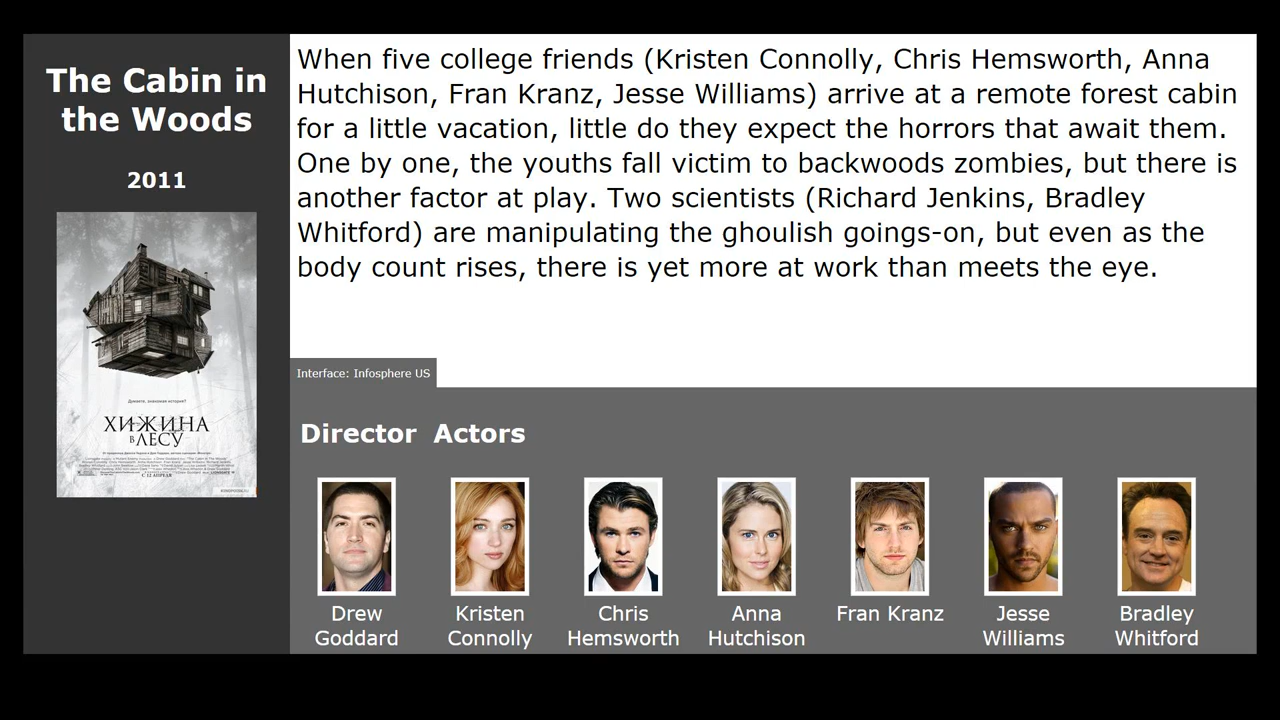 The Cabin in
the Woods
2011
Думаете, знакомая история?
ХИЖИНА
В ЛЕСУ
С 12 АПРЕЛЯ
When five college friends (Kristen Connolly, Chris Hemsworth, Anna
Hutchison, Fran Kranz, Jesse Williams) arrive at a remote forest cabin
for a little vacation, little do they expect the horrors that await them.
One by one, the youths fall victim to backwoods zombies, but there is
another factor at play. Two scientists (Richard Jenkins, Bradley
Whitford) are manipulating the ghoulish goings-on, but even as the
body count rises, there is yet more at work than meets the eye.
Interface: Infosphere US
Director Actors
Drew
Goddard
Kristen
Connolly
Chris
Hemsworth
Anna
Hutchison
Fran Kranz
Jesse
Williams
Bradley
Whitford